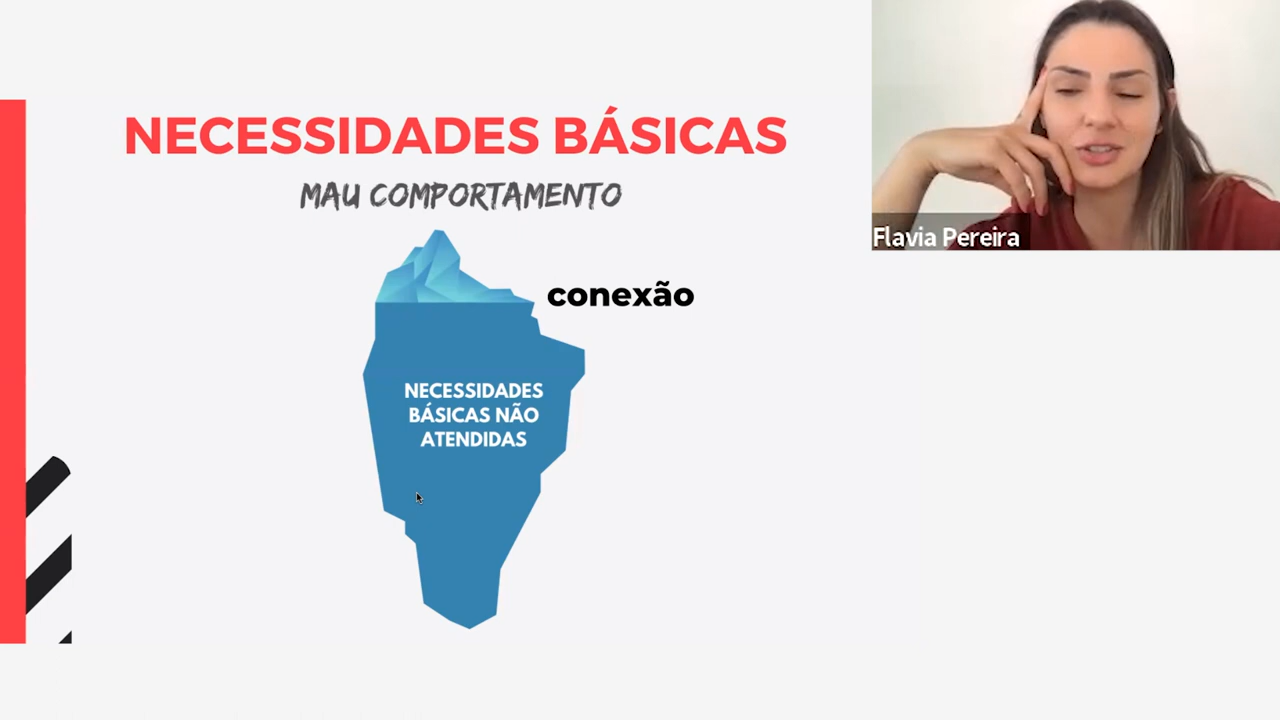 NECESSIDADES BÁSICAS
MAU COMPORTAMENTO
conexão
NECESSIDADES
BÁSICAS NÃO
ATENDIDAS
Flavia Pereira